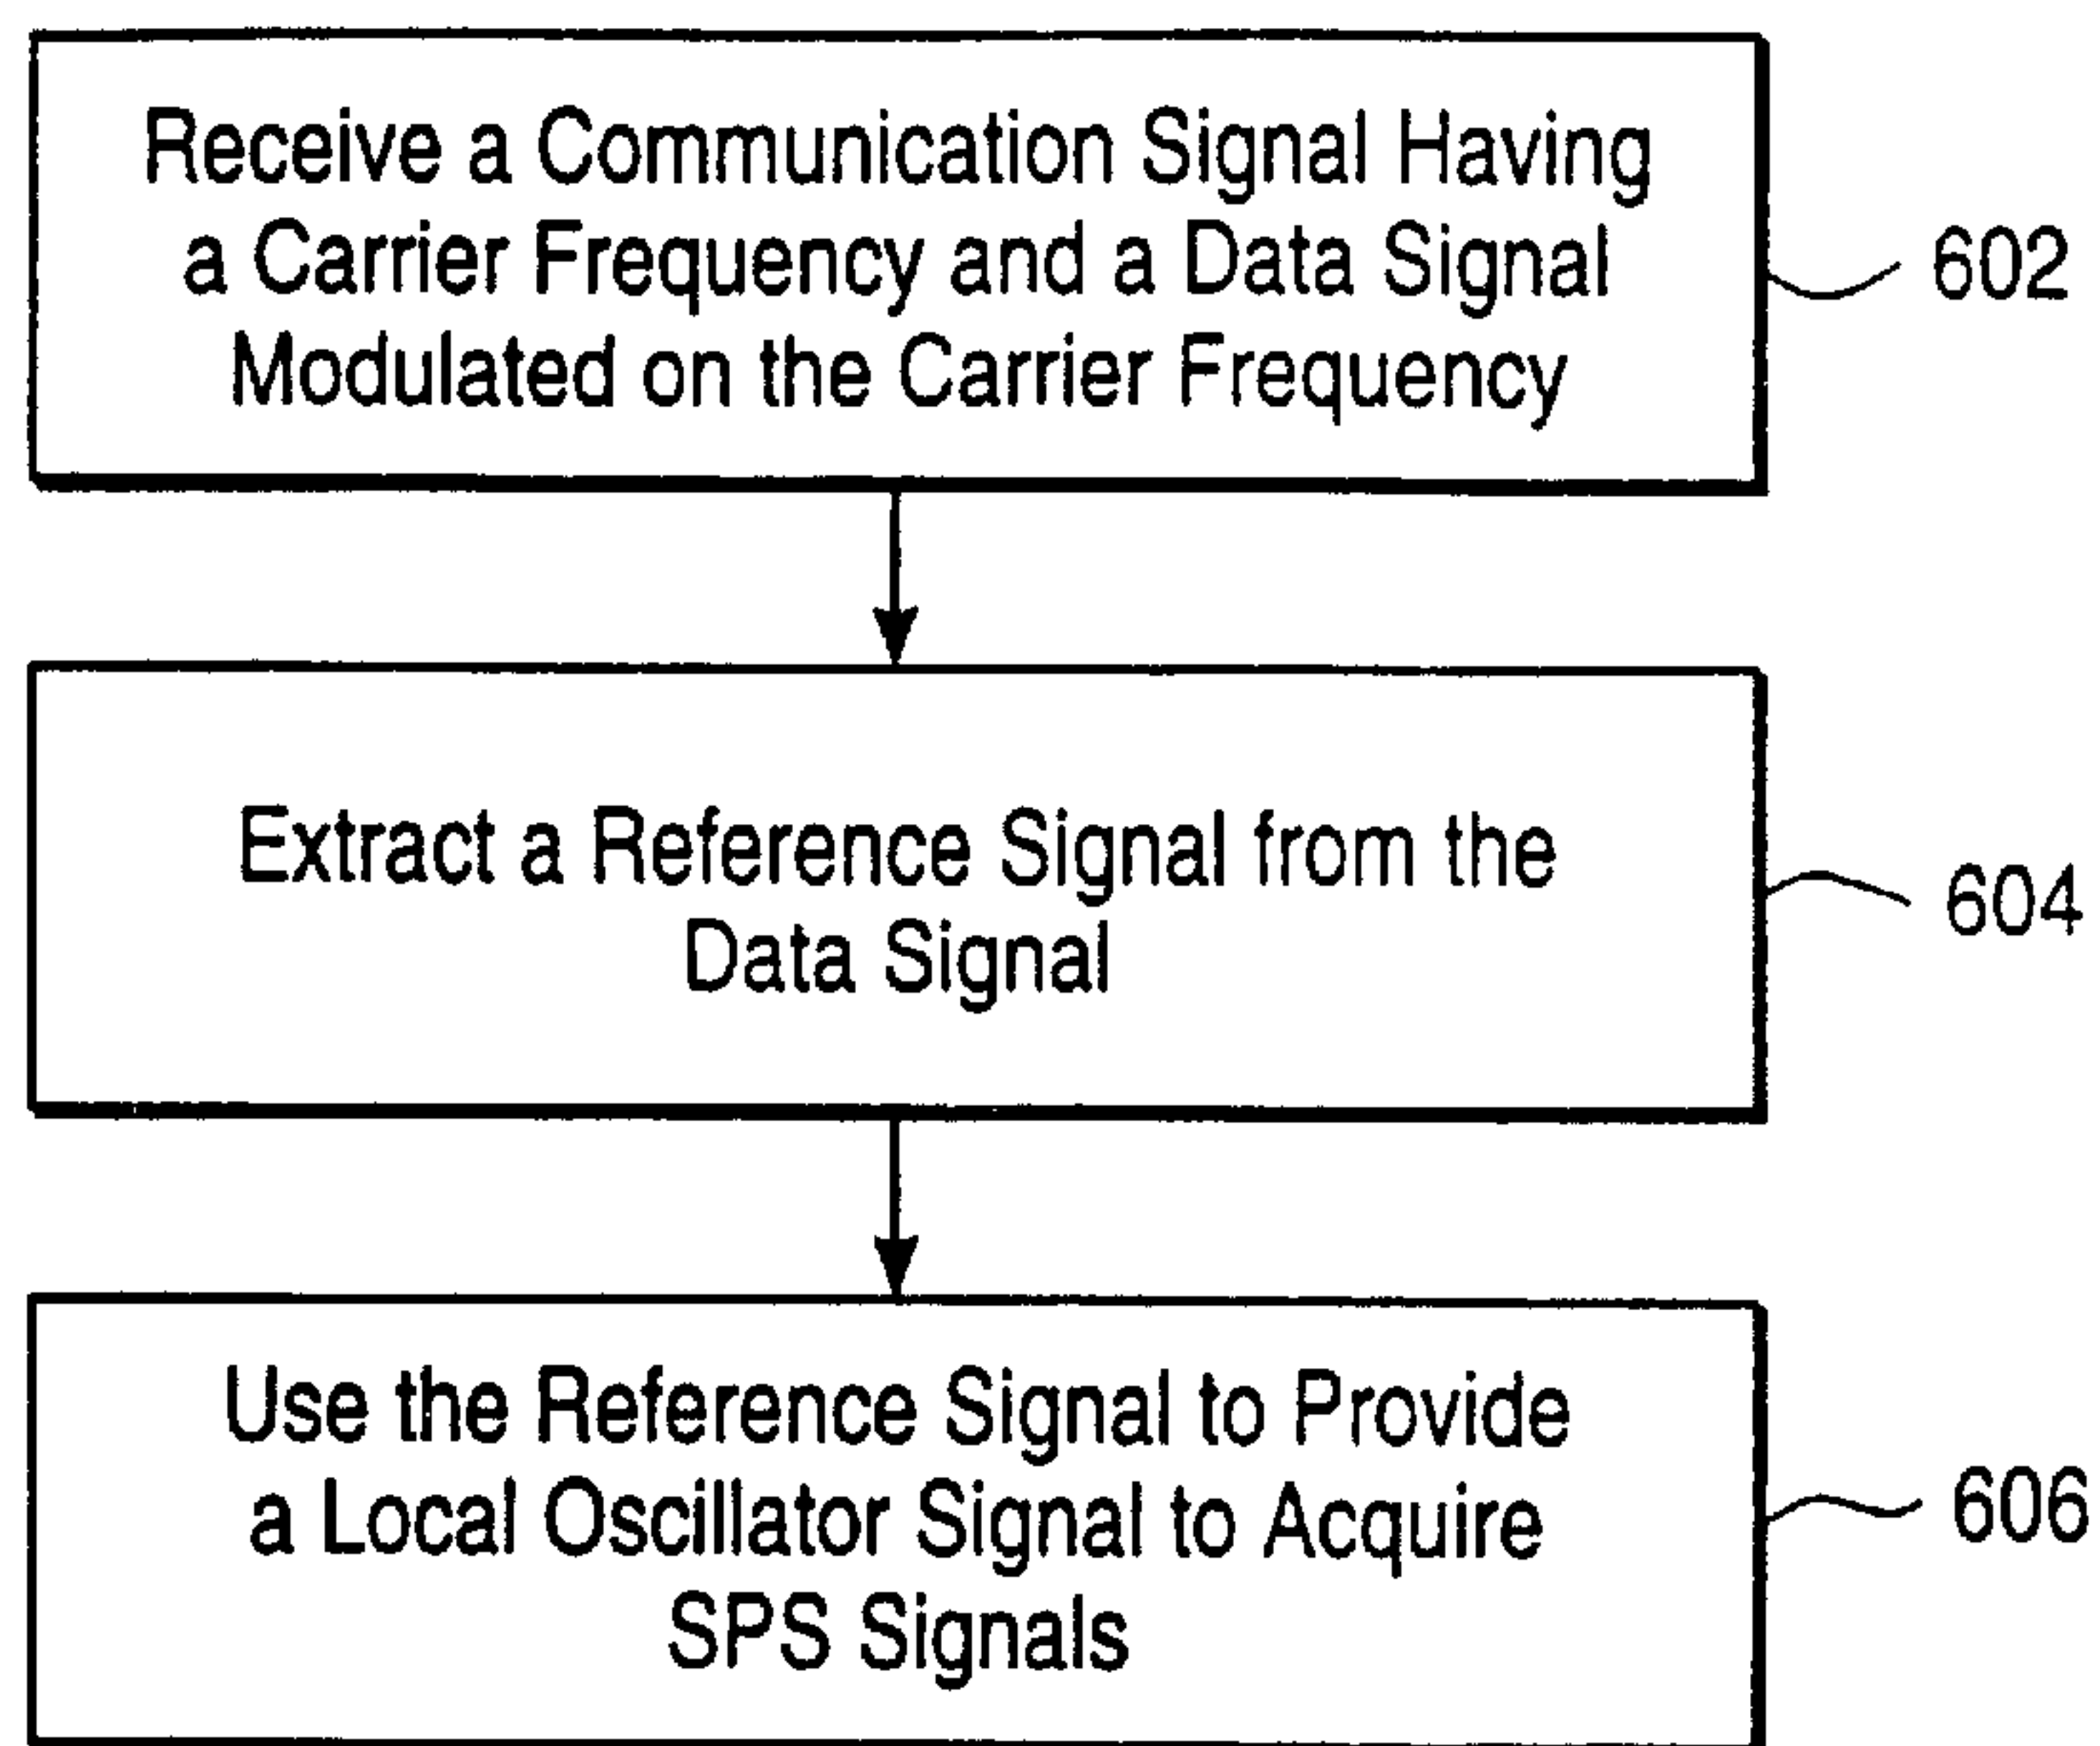 Receive a Communication Signal Having
a Carrier Frequency and a Data Signal
Modulated on the Carrier Frequency
602
Extract a Reference Signal from the
Data Signal
604
Use the Reference Signal to Provide
a Local Oscillator Signal to Acquire
SPS Signals
606